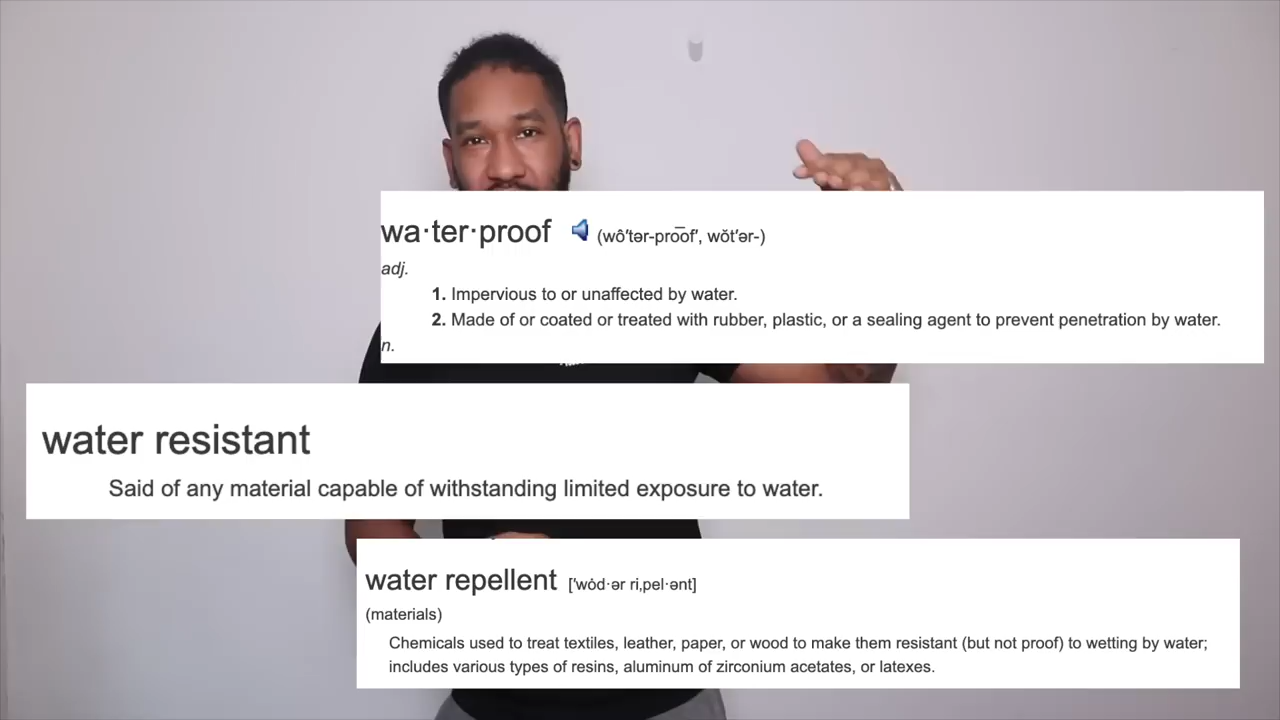 wa·ter·proof (wô′tər-pro͞of′, wŏt′ər-)
adj.
1. Impervious to or unaffected by water.
2. Made of or coated or treated with rubber, plastic, or a sealing agent to prevent penetration by water.
n.
water resistant
Said of any material capable of withstanding limited exposure to water.
water repellent [′wȯd·ər ri‚pel·ənt]
(materials)
Chemicals used to treat textiles, leather, paper, or wood to make them resistant (but not proof) to wetting by water;
includes various types of resins, aluminum of zirconium acetates, or latexes.